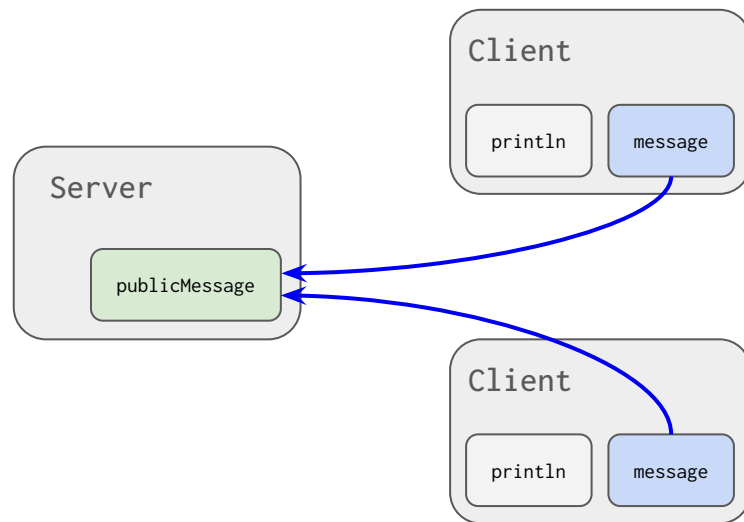 Client
println
message
Server
publicMessage
Client
println
message